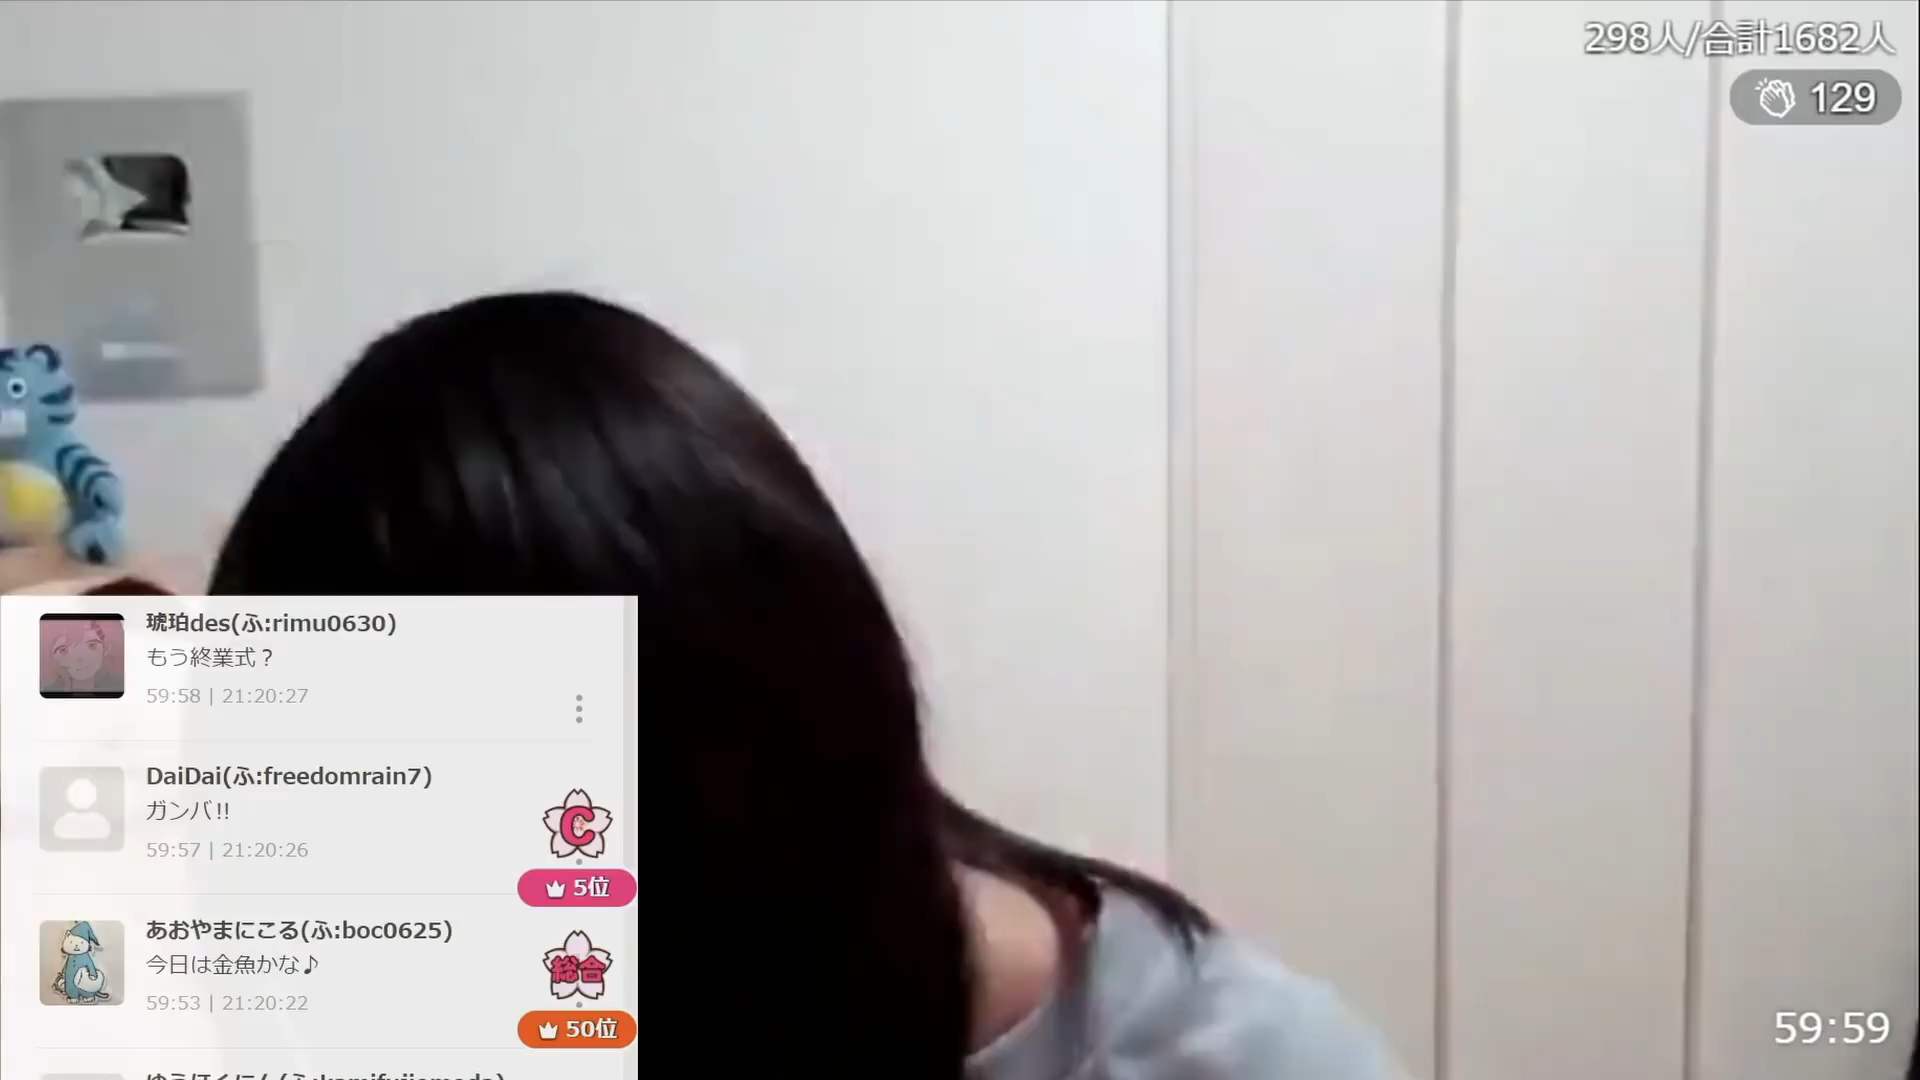 298人/合計1682人
129
琥珀des(ふ:rimu0630)
もう終業式？
59:58 | 21:20:27
DaiDai(ふ:freedomrain7)
ガンバ!!
59:57 | 21:20:26
C
5位
あおやまにこる(ふ:boc0625)
今日は金魚かな♪
59:53 | 21:20:22
総合
50位
59:59